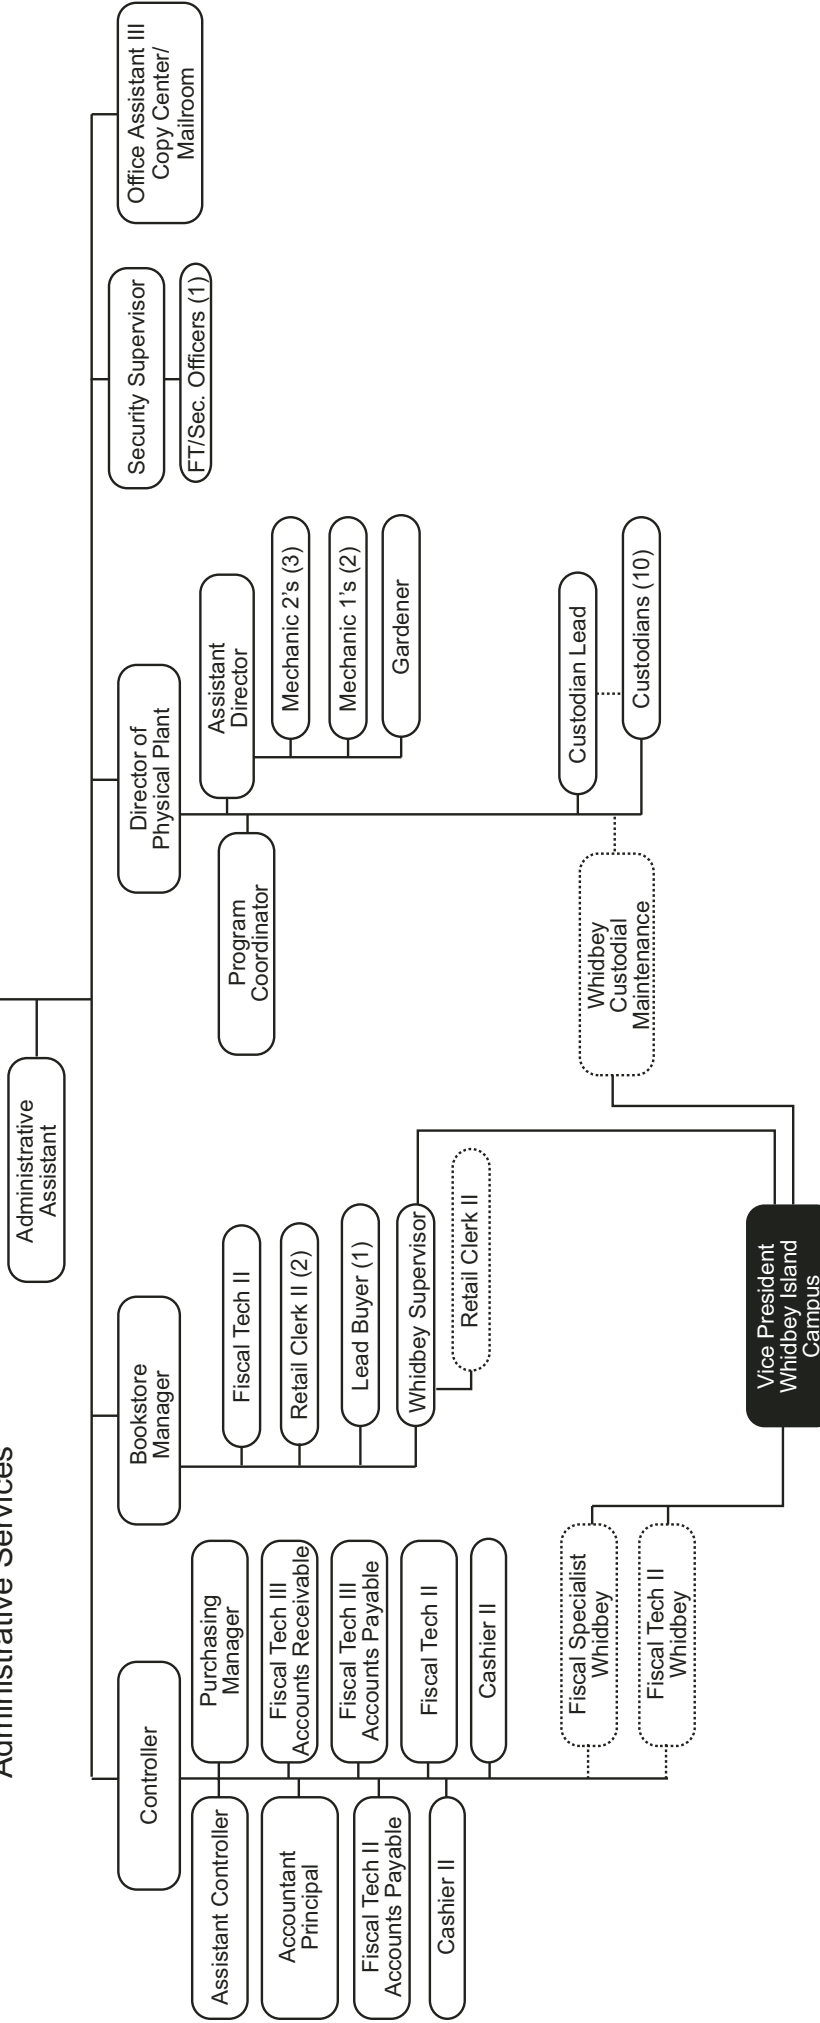 Administrative Services
Administrative
Assistant
Controller
Bookstore
Manager
Director of
Physical Plant
Security Supervisor
Office Assistant III
Copy Center/
Mailroom
Assistant Controller
Accountant
Principal
Fiscal Tech II
Accounts Payable
Cashier II
Purchasing
Manager
Fiscal Tech III
Accounts Receivable
Fiscal Tech III
Accounts Payable
Fiscal Tech II
Cashier II
Fiscal Specialist
Whidbey
Fiscal Tech II
Whidbey
Fiscal Tech II
Retail Clerk II (2)
Lead Buyer (1)
Whidbey Supervisor
Retail Clerk II
Program
Coordinator
Assistant
Director
Mechanic 2's (3)
Mechanic 1's (2)
Gardener
Custodian Lead
Custodians (10)
Whidbey
Custodial
Maintenance
FT/Sec. Officers (1)
Vice President
Whidbey Island
Campus